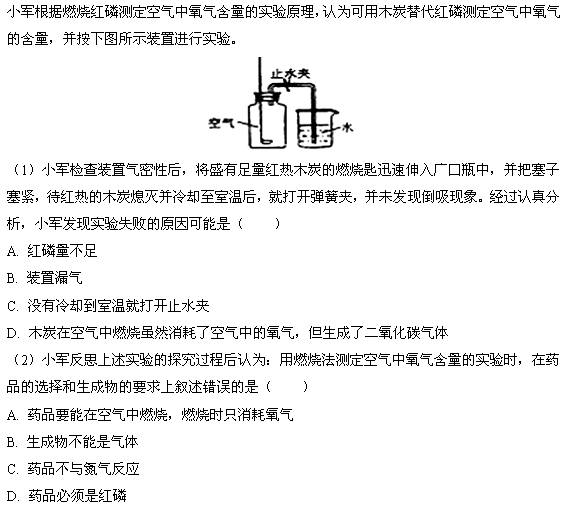 小军根据燃烧红磷测定空气中氧气含量的实验原理，认为可用木炭替代红磷测定空气中氧气
的含量，并按下图所示装置进行实验。
止水夹
空气
水
（1）小军检查装置气密性后，将盛有足量红热木炭的燃烧匙迅速伸入广口瓶中，并把塞子
塞紧，待红热的木炭熄灭并冷却至室温后，就打开弹簧夹，并未发现倒吸现象。经过认真分
析，小军发现实验失败的原因可能是（　　）
A. 红磷量不足
B. 装置漏气
C. 没有冷却到室温就打开止水夹
D. 木炭在空气中燃烧虽然消耗了空气中的氧气，但生成了二氧化碳气体
（2）小军反思上述实验的探究过程后认为：用燃烧法测定空气中氧气含量的实验时，在药
品的选择和生成物的要求上叙述错误的是（　　）
A. 药品要能在空气中燃烧，燃烧时只消耗氧气
B. 生成物不能是气体
C. 药品不与氮气反应
D. 药品必须是红磷